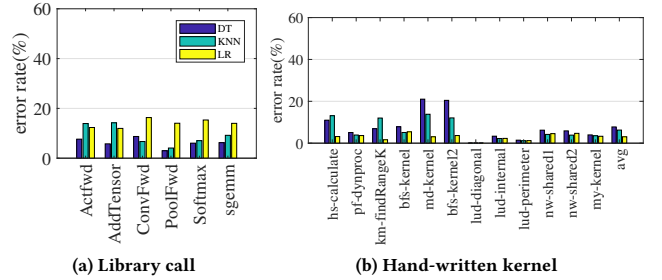 60
40
20
0
error rate(%)
DT
KNN
LR
Actfwd
AddTensor
ConvFwd
PoolFwd
Softmax
sgemm
(a) Library call
60
40
20
0
error rate(%)
hs-calculate
pf-dynproc
km-findRangeK
bfs-kernel
md-kernel
bfs-kernel2
lud-diagonal
lud-internal
lud-perimeter
nw-shared1
nw-shared2
my-kernel
avg
(b) Hand-written kernel